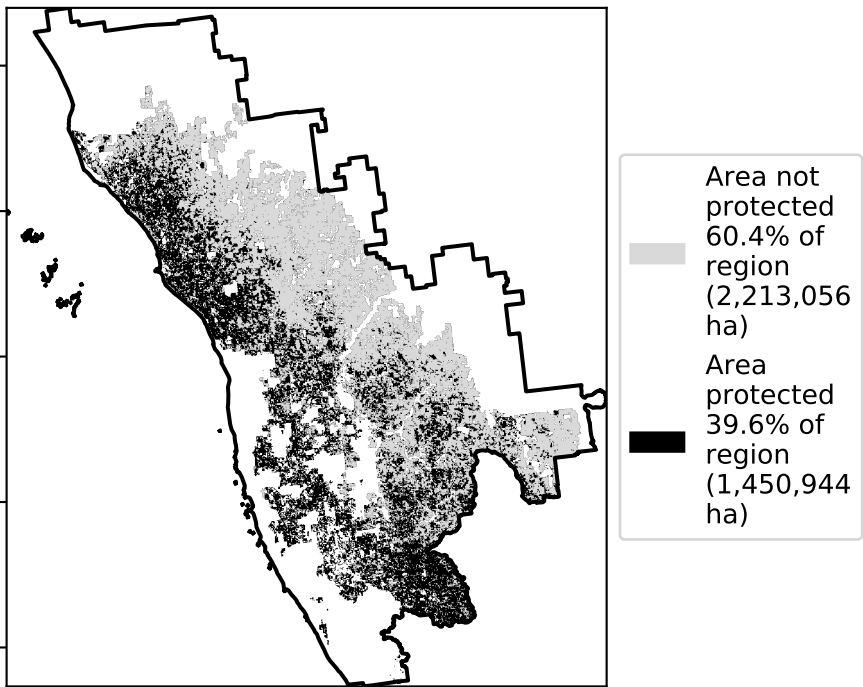 Area not
protected
60.4% of
region
(2,213,056
ha)
Area
protected
39.6% of
region
(1,450,944
ha)